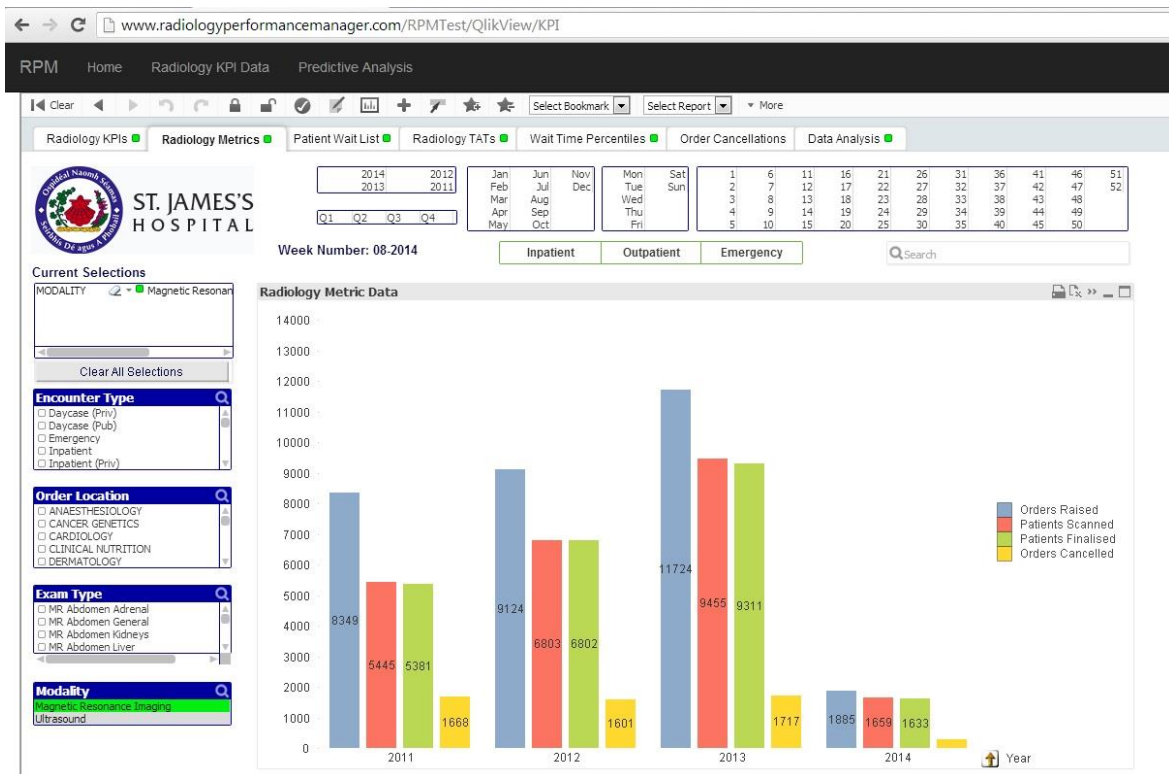 www.radiologyperformancemanager.com/RPMTest/QlikView/KPI
RPM Home Radiology KPI Data Predictive Analysis
Clear Select Bookmark Select Report More
Radiology KPIs Radiology Metrics Patient Wait List Radiology TATs Wait Time Percentiles Order Cancellations Data Analysis
Ospidéal Naomh Séamas
Seirbhís Dé agus A Phobail
ST. JAMES'S
HOSPITAL
2014 2012
2013 2011
Q1 Q2 Q3 Q4
Jan Jun Nov
Feb Jul Dec
Mar Aug
Apr Sep
May Oct
Mon Sat
Tue Sun
Wed
Thu
Fri
1 11 16 21 26 31 36 41 46 51
2 7 12 17 22 27 32 37 42 47 52
3 8 13 18 23 28 33 38 43 48
4 9 14 19 24 29 34 39 44 49
5 10 15 20 25 30 35 40 45 50
Week Number: 08-2014
Inpatient Outpatient Emergency
Search
Current Selections
MODALITY Magnetic Resonan
Clear All Selections
Encounter Type
Daycase (Priv)
Daycase (Pub)
Emergency
Inpatient
Inpatient (Priv)
Order Location
ANAESTHESIOLOGY
CANCER GENETICS
CARDIOLOGY
CLINICAL NUTRITION
DERMATOLOGY
Exam Type
MR Abdomen Adrenal
MR Abdomen General
MR Abdomen Kidneys
MR Abdomen Liver
Modality
Magnetic Resonance Imaging
Ultrasound
Radiology Metric Data
14000
13000
12000
11000
10000
9000
8000
7000
6000
5000
4000
3000
2000
1000
0
8349 5445 5381 1668
9124 6803 6802 1601
11724 9455 9311 1717
1885 1659 1633
2011 2012 2013 2014 Year
Orders Raised
Patients Scanned
Patients Finalised
Orders Cancelled